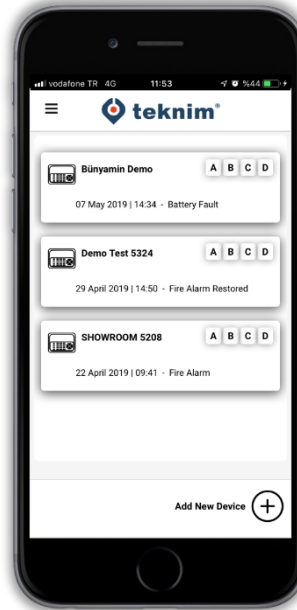 vodafone TR 4G 11:53 %44
teknim
Bünyamin Demo A B C D
07 May 2019 | 14:34 - Battery Fault
Demo Test 5324 A B C D
29 April 2019 | 14:50 - Fire Alarm Restored
SHOWROOM 5208 A B C D
22 April 2019 | 09:41 - Fire Alarm
Add New Device